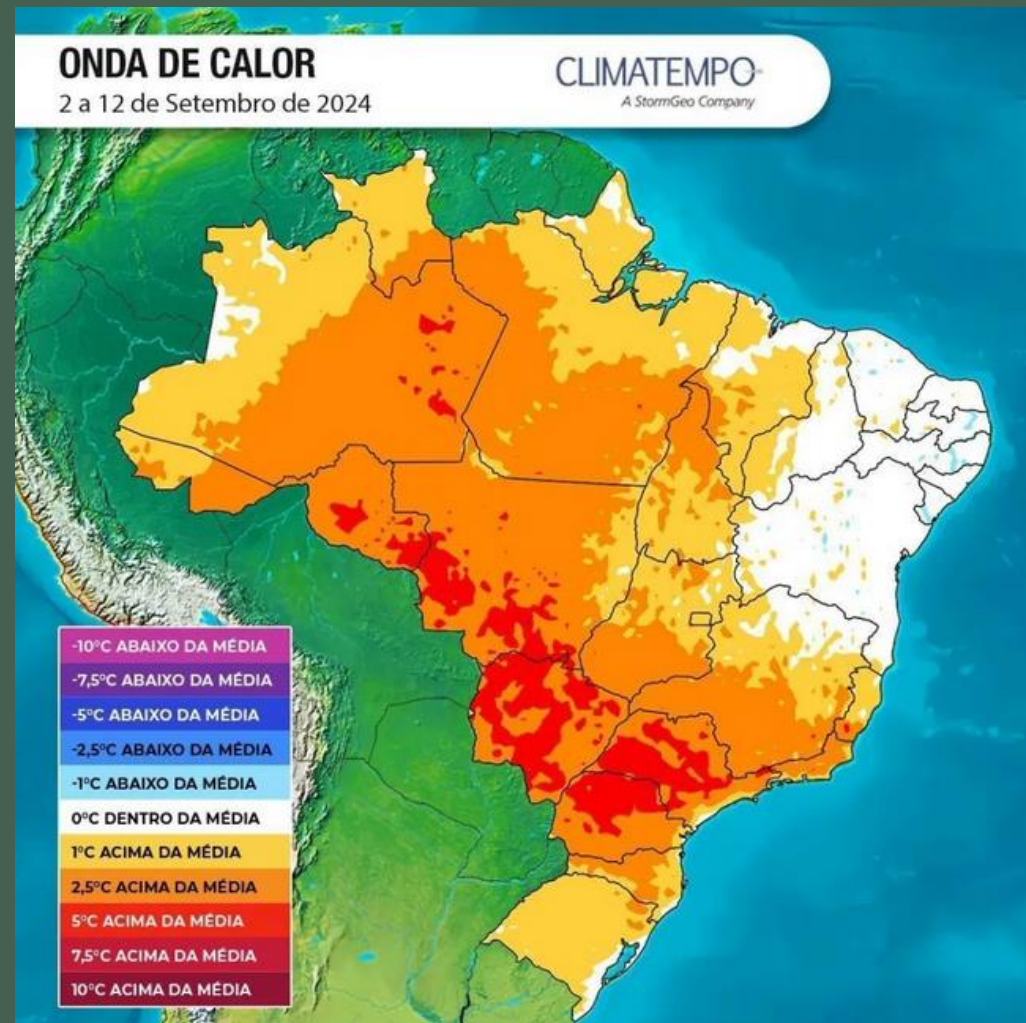 ONDA DE CALOR
2 a 12 de Setembro de 2024
CLIMATEMPO
A StormGeo Company
-10°C ABAIXO DA MÉDIA
-7,5°C ABAIXO DA MÉDIA
-5°C ABAIXO DA MÉDIA
-2,5°C ABAIXO DA MÉDIA
-1°C ABAIXO DA MÉDIA
0°C DENTRO DA MÉDIA
1°C ACIMA DA MÉDIA
2,5°C ACIMA DA MÉDIA
5°C ACIMA DA MÉDIA
7,5°C ACIMA DA MÉDIA
10°C ACIMA DA MÉDIA